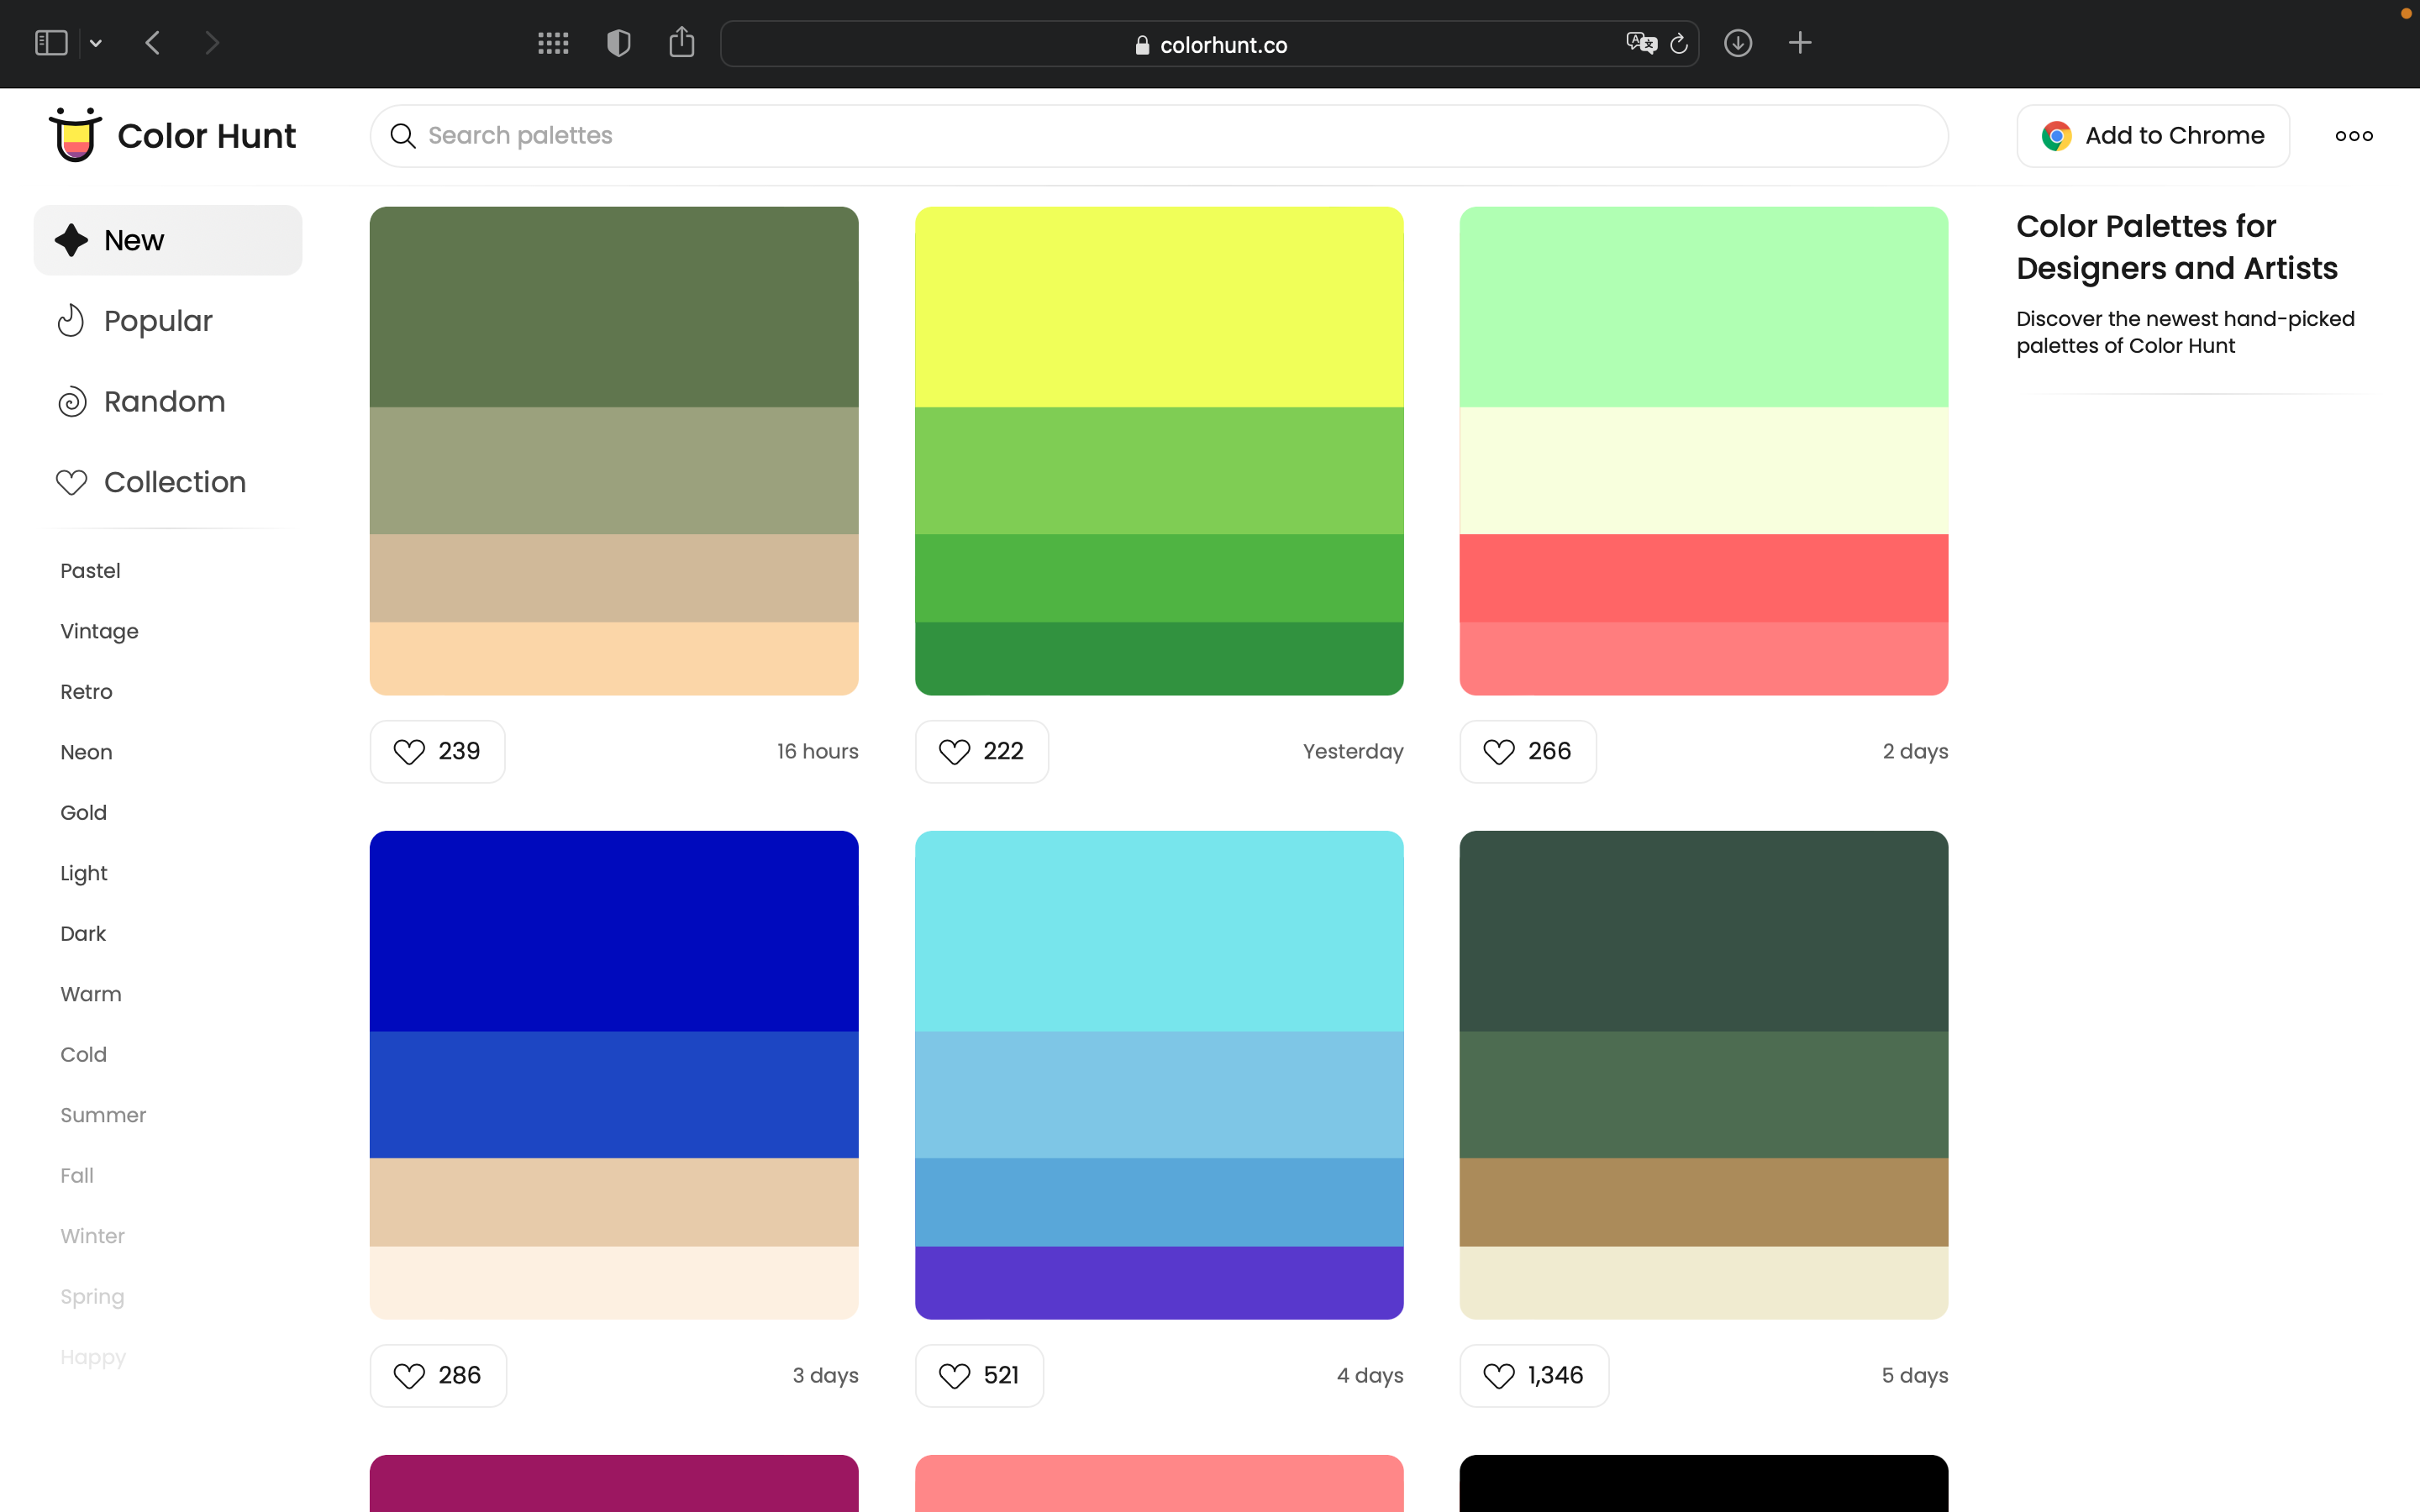 colorhunt.co
Color Hunt
Search palettes
Add to Chrome
New
Popular
Random
Collection
Pastel
Vintage
Retro
Neon
Gold
Light
Dark
Warm
Cold
Summer
Fall
Winter
Spring
Happy
239
16 hours
222
Yesterday
266
2 days
286
3 days
521
4 days
1,346
5 days
Color Palettes for
Designers and Artists
Discover the newest hand-picked
palettes of Color Hunt